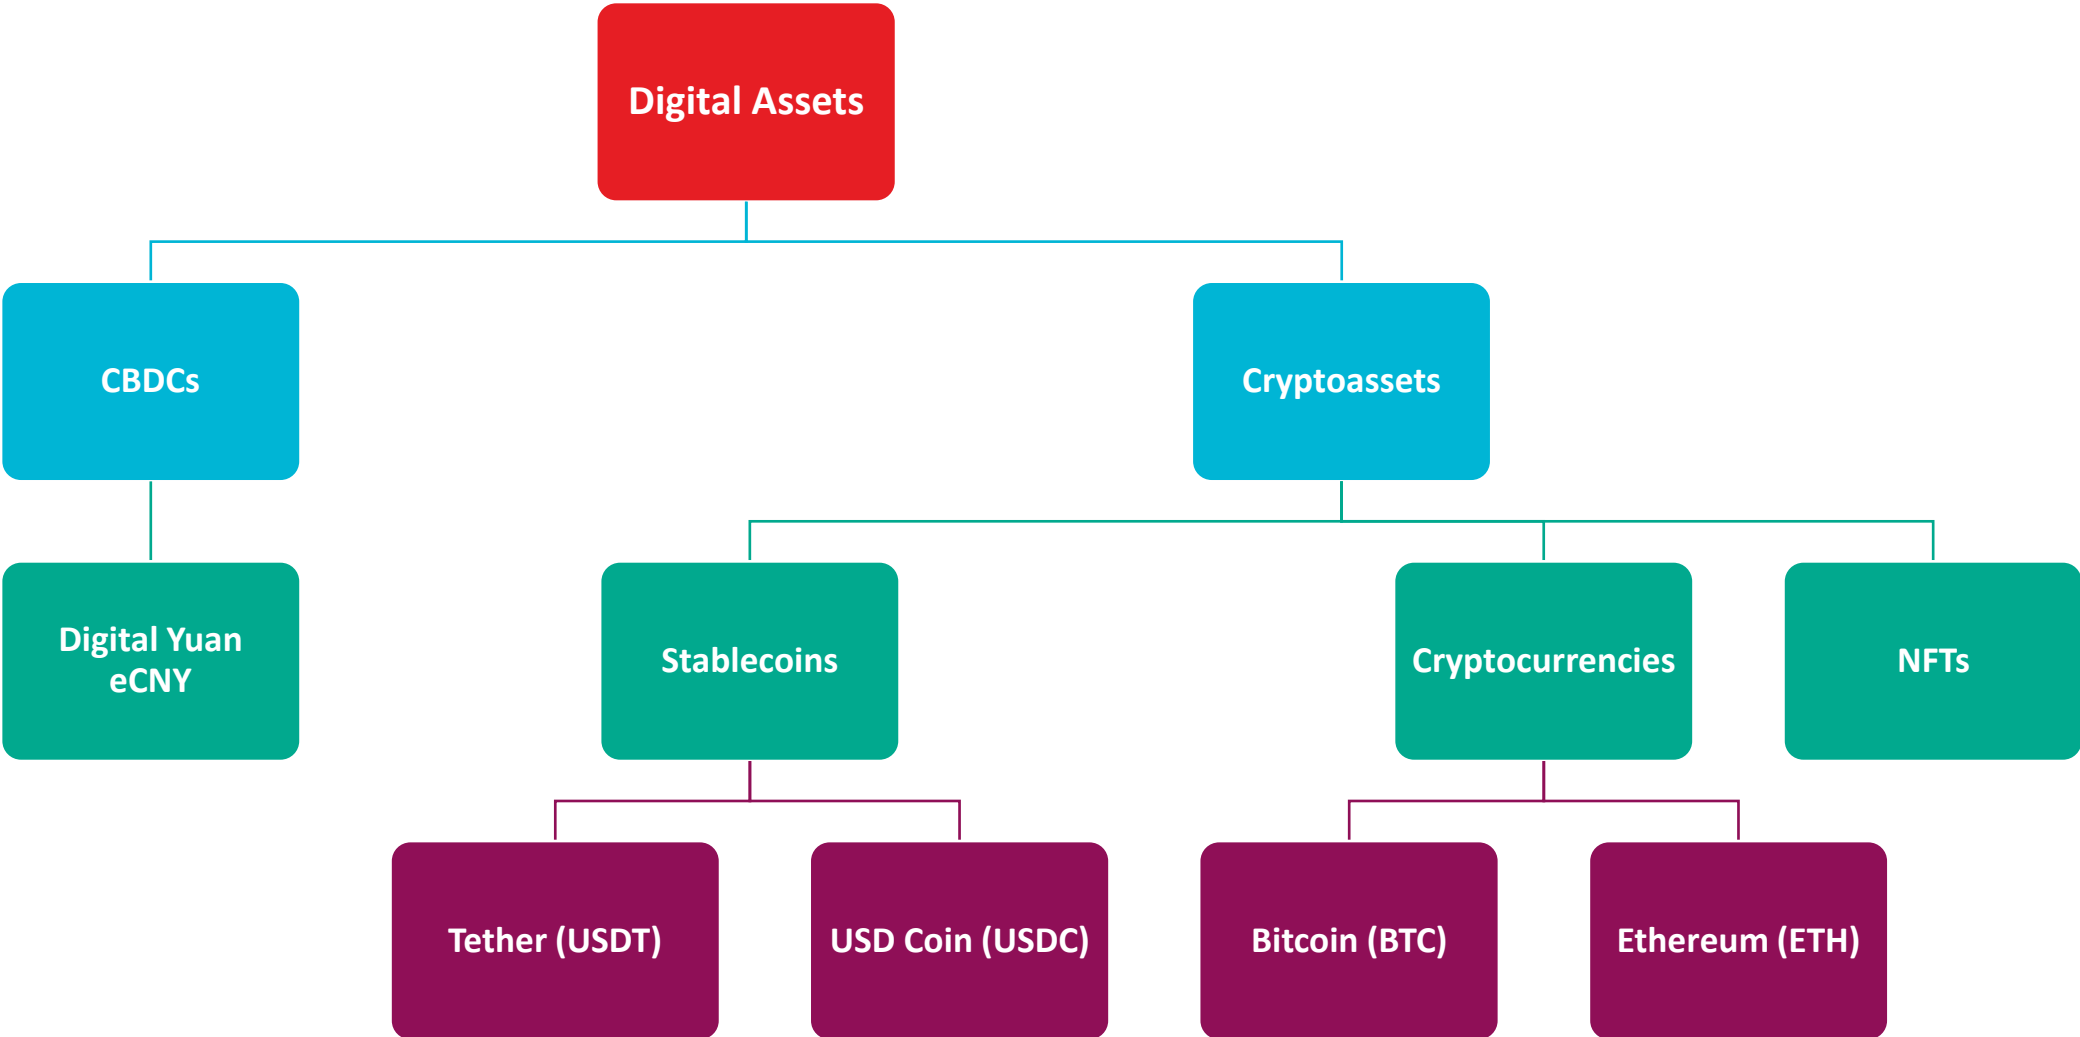 Digital Assets
CBDCs
Cryptoassets
Digital Yuan
eCNY
Stablecoins
Cryptocurrencies
NFTs
Tether (USDT)
USD Coin (USDC)
Bitcoin (BTC)
Ethereum (ETH)